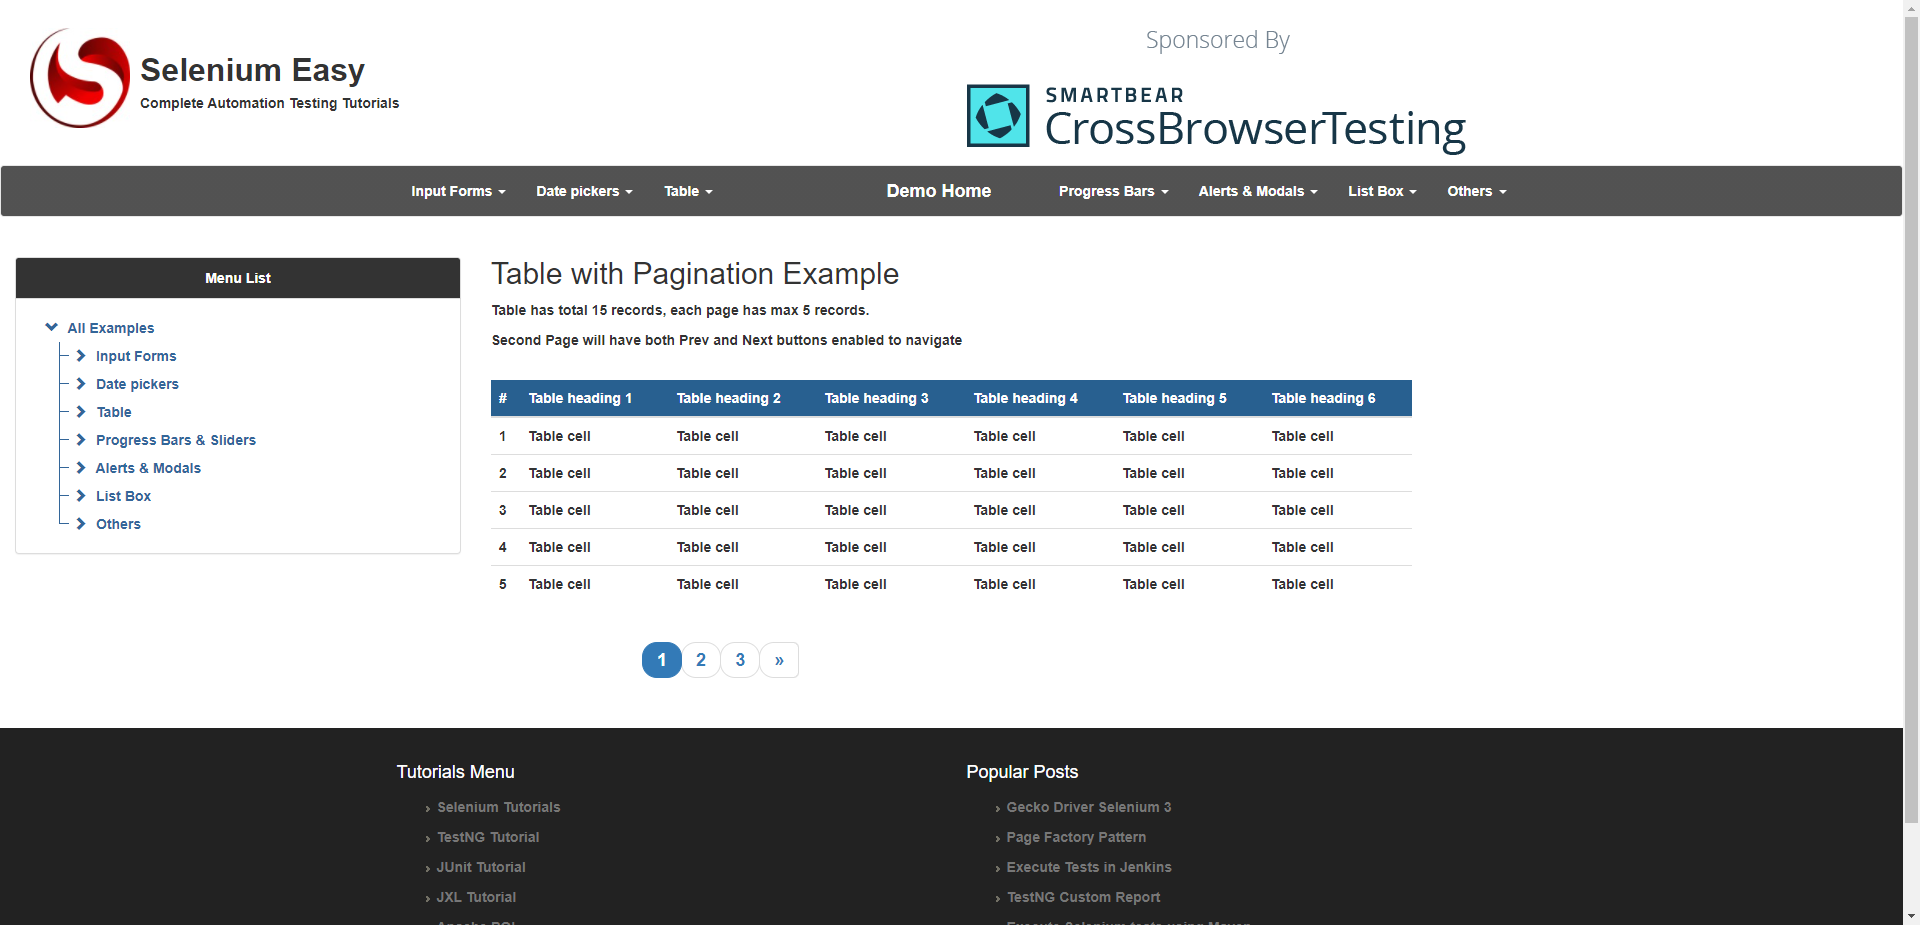 Selenium Easy
Complete Automation Testing Tutorials
Sponsored By
SMARTBEAR
CrossBrowserTesting
Input Forms Date pickers Table Demo Home Progress Bars Alerts & Modals List Box Others
Menu List
All Examples
Input Forms
Date pickers
Table
Progress Bars & Sliders
Alerts & Modals
List Box
Others
Table with Pagination Example
Table has total 15 records, each page has max 5 records.
Second Page will have both Prev and Next buttons enabled to navigate
# Table heading 1 Table heading 2 Table heading 3 Table heading 4 Table heading 5 Table heading 6
1 Table cell Table cell Table cell Table cell Table cell Table cell
2 Table cell Table cell Table cell Table cell Table cell Table cell
3 Table cell Table cell Table cell Table cell Table cell Table cell
4 Table cell Table cell Table cell Table cell Table cell Table cell
5 Table cell Table cell Table cell Table cell Table cell Table cell
1 2 3 »
Tutorials Menu
› Selenium Tutorials
› TestNG Tutorial
› JUnit Tutorial
› JXL Tutorial
Popular Posts
› Gecko Driver Selenium 3
› Page Factory Pattern
› Execute Tests in Jenkins
› TestNG Custom Report